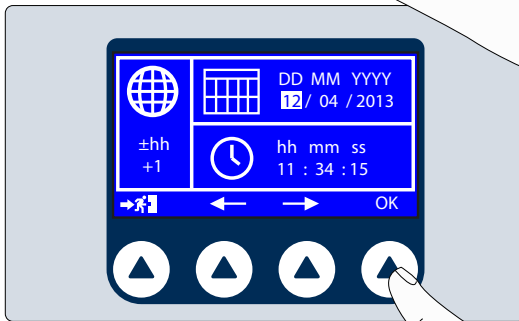 DD MM YYYY
12 / 04 / 2013
±hh
+1
hh mm ss
11 : 34 : 15
OK